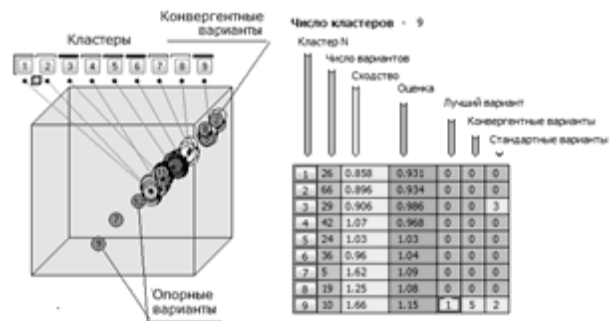 Конвергентные
варианты
Кластеры
1 2 3 4 5 6 7 8 9
7
Опорные
варианты
Число кластеров - 9
Кластер N
Число вариантов
Сходство
Оценка
Лучший вариант
Конвергентные варианты
Стандартные варианты
1 26 0.858 0.931 0 0 0
2 66 0.896 0.934 0 0 0
3 29 0.906 0.986 0 0 3
4 42 1.07 0.968 0 0 0
5 24 1.03 1.03 0 0 0
6 36 0.96 1.04 0 0 0
7 5 1.62 1.09 0 0 0
8 19 1.25 1.08 0 0 0
9 10 1.66 1.15 1 5 2